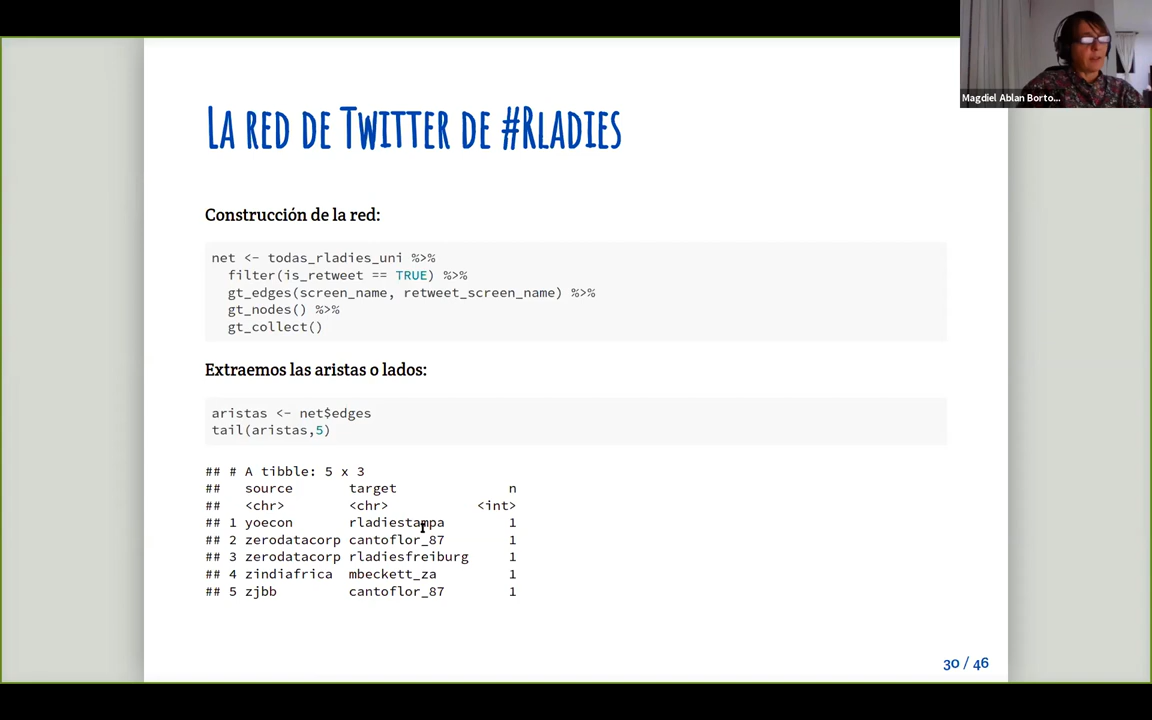 LA RED DE TWITTER DE #RLADIES
Magdiel Ablan Borto...
Construcción de la red:
net <- todas_rladies_uni %>%
filter(is_retweet == TRUE) %>%
gt_edges(screen_name, retweet_screen_name) %>%
gt_nodes() %>%
gt_collect()
Extraemos las aristas o lados:
aristas <- net$edges
tail(aristas,5)
## # A tibble: 5 x 3
## source target n
## <chr> <chr> <int>
## 1 yoecon rladiestampa 1
## 2 zerodatacorp cantoflor_87 1
## 3 zerodatacorp rladiesfreiburg 1
## 4 zindiafrica mbeckett_za 1
## 5 zjbb cantoflor_87 1
30 / 46